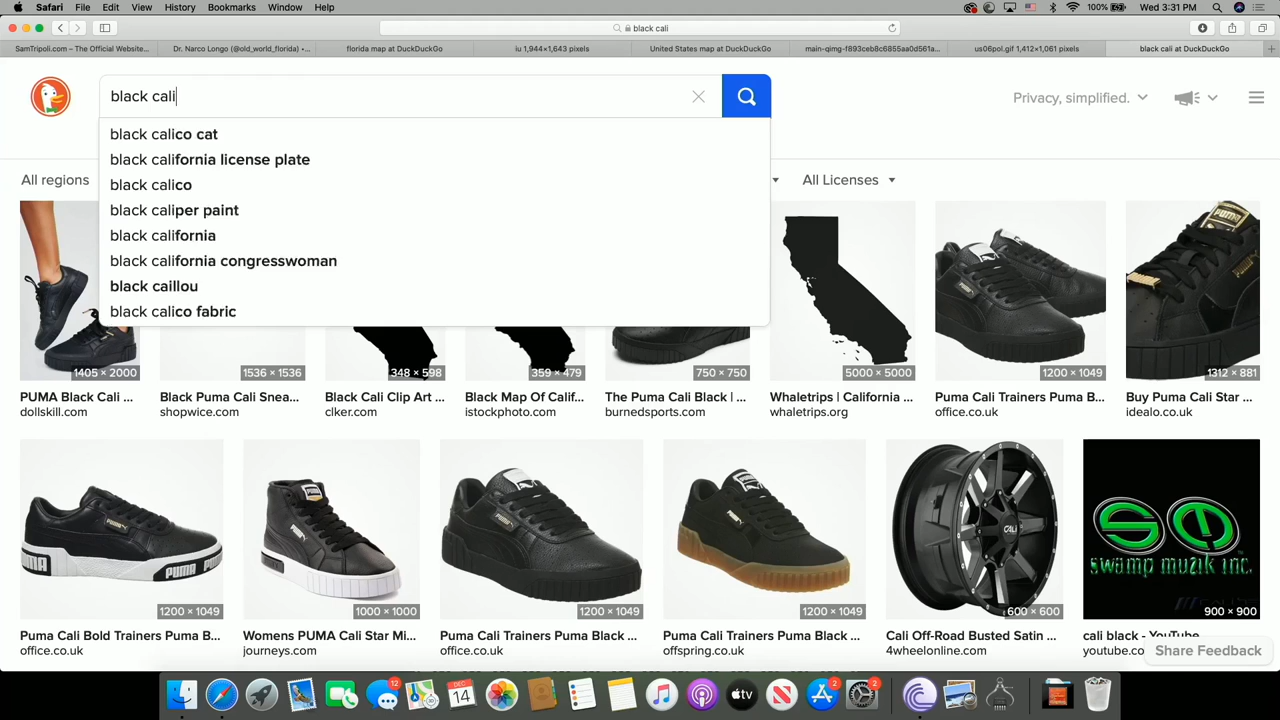 Safari File Edit View History Bookmarks Window Help 100% Wed 3:31 PM
black cali
SamTripoli.com – The Official Website... Dr. Narco Longo (@old_world_florida) •... florida map at DuckDuckGo iu 1,944×1,643 pixels United States map at DuckDuckGo main-qimg-f893ceb8c6855aa0d561a... us06pol.gif 1,412×1,061 pixels black cali at DuckDuckGo
black cali
Privacy, simplified.
black calico cat
black california license plate
black calico
black caliper paint
black california
black california congresswoman
black caillou
black calico fabric
All regions All Licenses
1405 × 2000 1536 × 1536 348 × 598 359 × 479 750 × 750 5000 × 5000 1200 × 1049 1312 × 881
PUMA Black Cali ... Black Puma Cali Snea... Black Cali Clip Art ... Black Map Of Calif... The Puma Cali Black | ... Whaletrips | California ... Puma Cali Trainers Puma B... Buy Puma Cali Star ...
dollskill.com shopwice.com clker.com istockphoto.com burnedsports.com whaletrips.org office.co.uk idealo.co.uk
PUMA PUMA
CALI
swamp muzik inc.
1200 × 1049 1000 × 1000 1200 × 1049 1200 × 1049 600 × 600 900 × 900
Puma Cali Bold Trainers Puma B... Womens PUMA Cali Star Mi... Puma Cali Trainers Puma Black ... Puma Cali Trainers Puma Black ... Cali Off-Road Busted Satin ... cali black - YouTube
office.co.uk journeys.com office.co.uk offspring.co.uk 4wheelonline.com youtube.co
Share Feedback
12 DEC 14 2 2